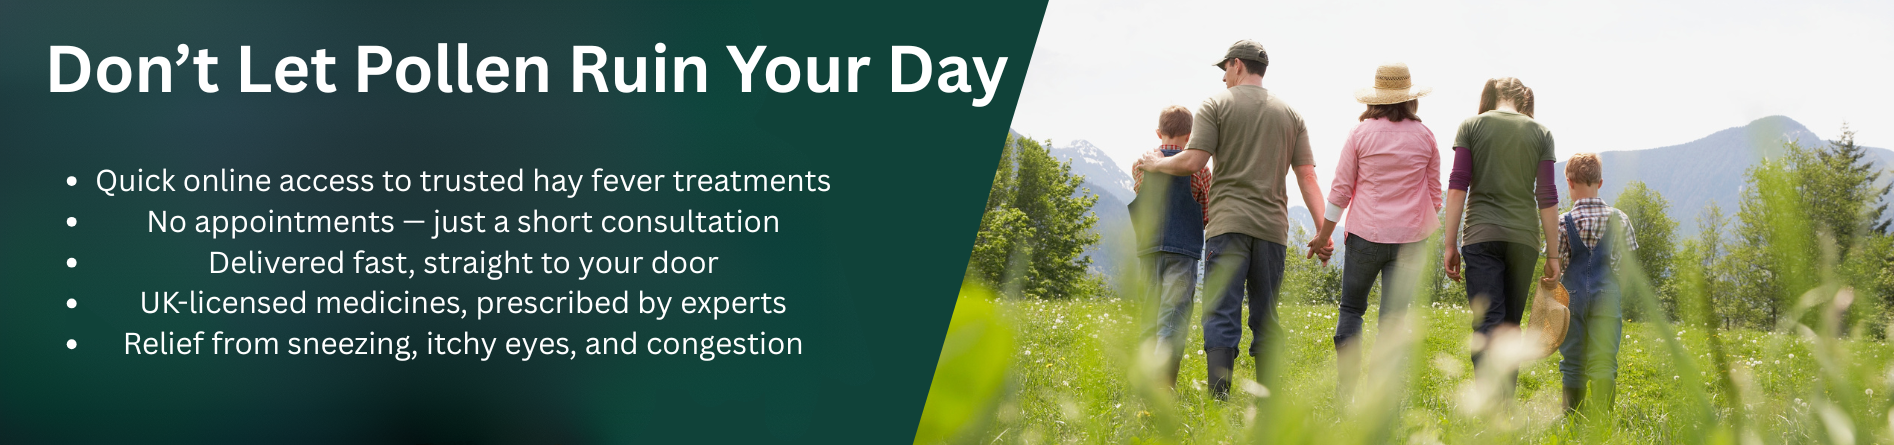 Don’t Let Pollen Ruin Your Day
• Quick online access to trusted hay fever treatments
• No appointments — just a short consultation
• Delivered fast, straight to your door
• UK-licensed medicines, prescribed by experts
• Relief from sneezing, itchy eyes, and congestion